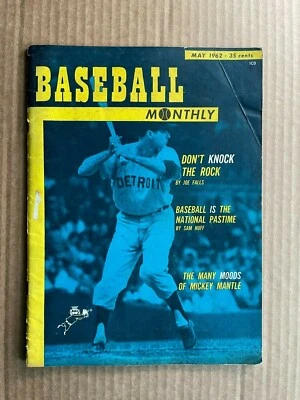 MAY 1962 • 35 cents
BASEBALL
MONTHLY
DON'T KNOCK
THE ROCK
BY JOE FALLS
DETROIT
BASEBALL IS THE
NATIONAL PASTIME
BY SAM HUFF
THE MANY MOODS
OF MICKEY MANTLE